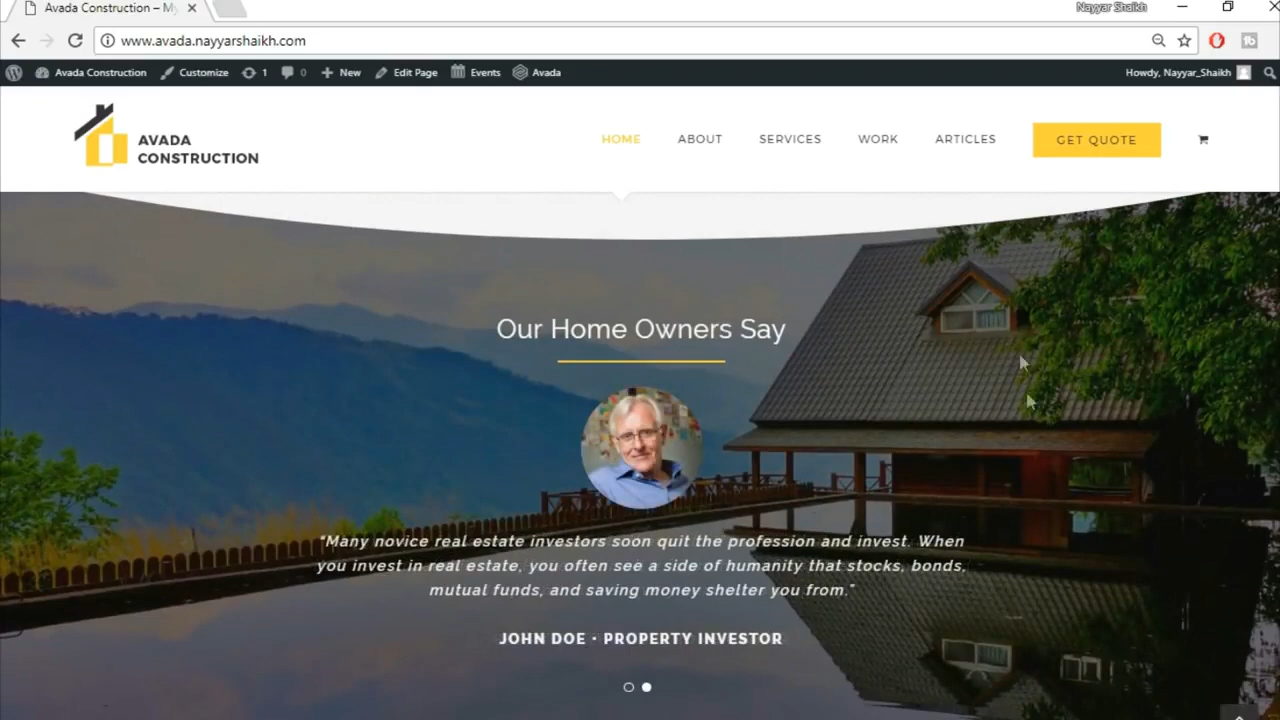 Avada Construction – My
Nayyar Shaikh
www.avada.nayyarshaikh.com
Avada Construction Customize 1 0 New Edit Page Events Avada Howdy, Nayyar_Shaikh
AVADA
CONSTRUCTION
HOME ABOUT SERVICES WORK ARTICLES GET QUOTE
Our Home Owners Say
"Many novice real estate investors soon quit the profession and invest. When
you invest in real estate, you often see a side of humanity that stocks, bonds,
mutual funds, and saving money shelter you from."
JOHN DOE · PROPERTY INVESTOR